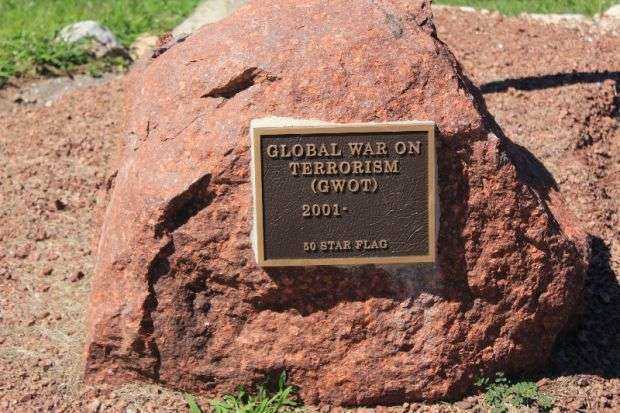 GLOBAL WAR ON
TERRORISM
(GWOT)
2001-
50 STAR FLAG